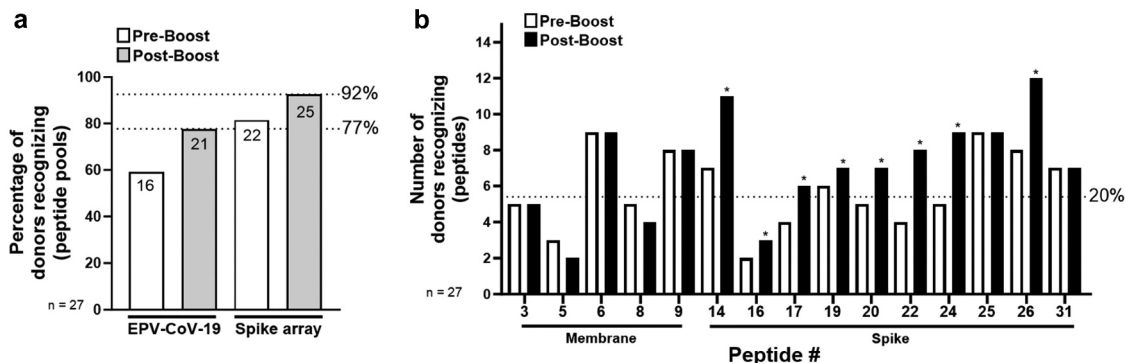 a
Pre-Boost
Post-Boost
Percentage of
donors recognizing
(peptide pools)
100
80
60
40
20
0
92%
77%
16
21
22
25
n = 27
EPV-CoV-19
Spike array
b
Pre-Boost
Post-Boost
Number of
donors recognizing
(peptides)
14
12
10
8
6
4
2
0
* * * * * * * *
20%
n = 27
3 5 6 8 9 14 16 17 19 20 22 24 25 26 31
Membrane
Spike
Peptide #